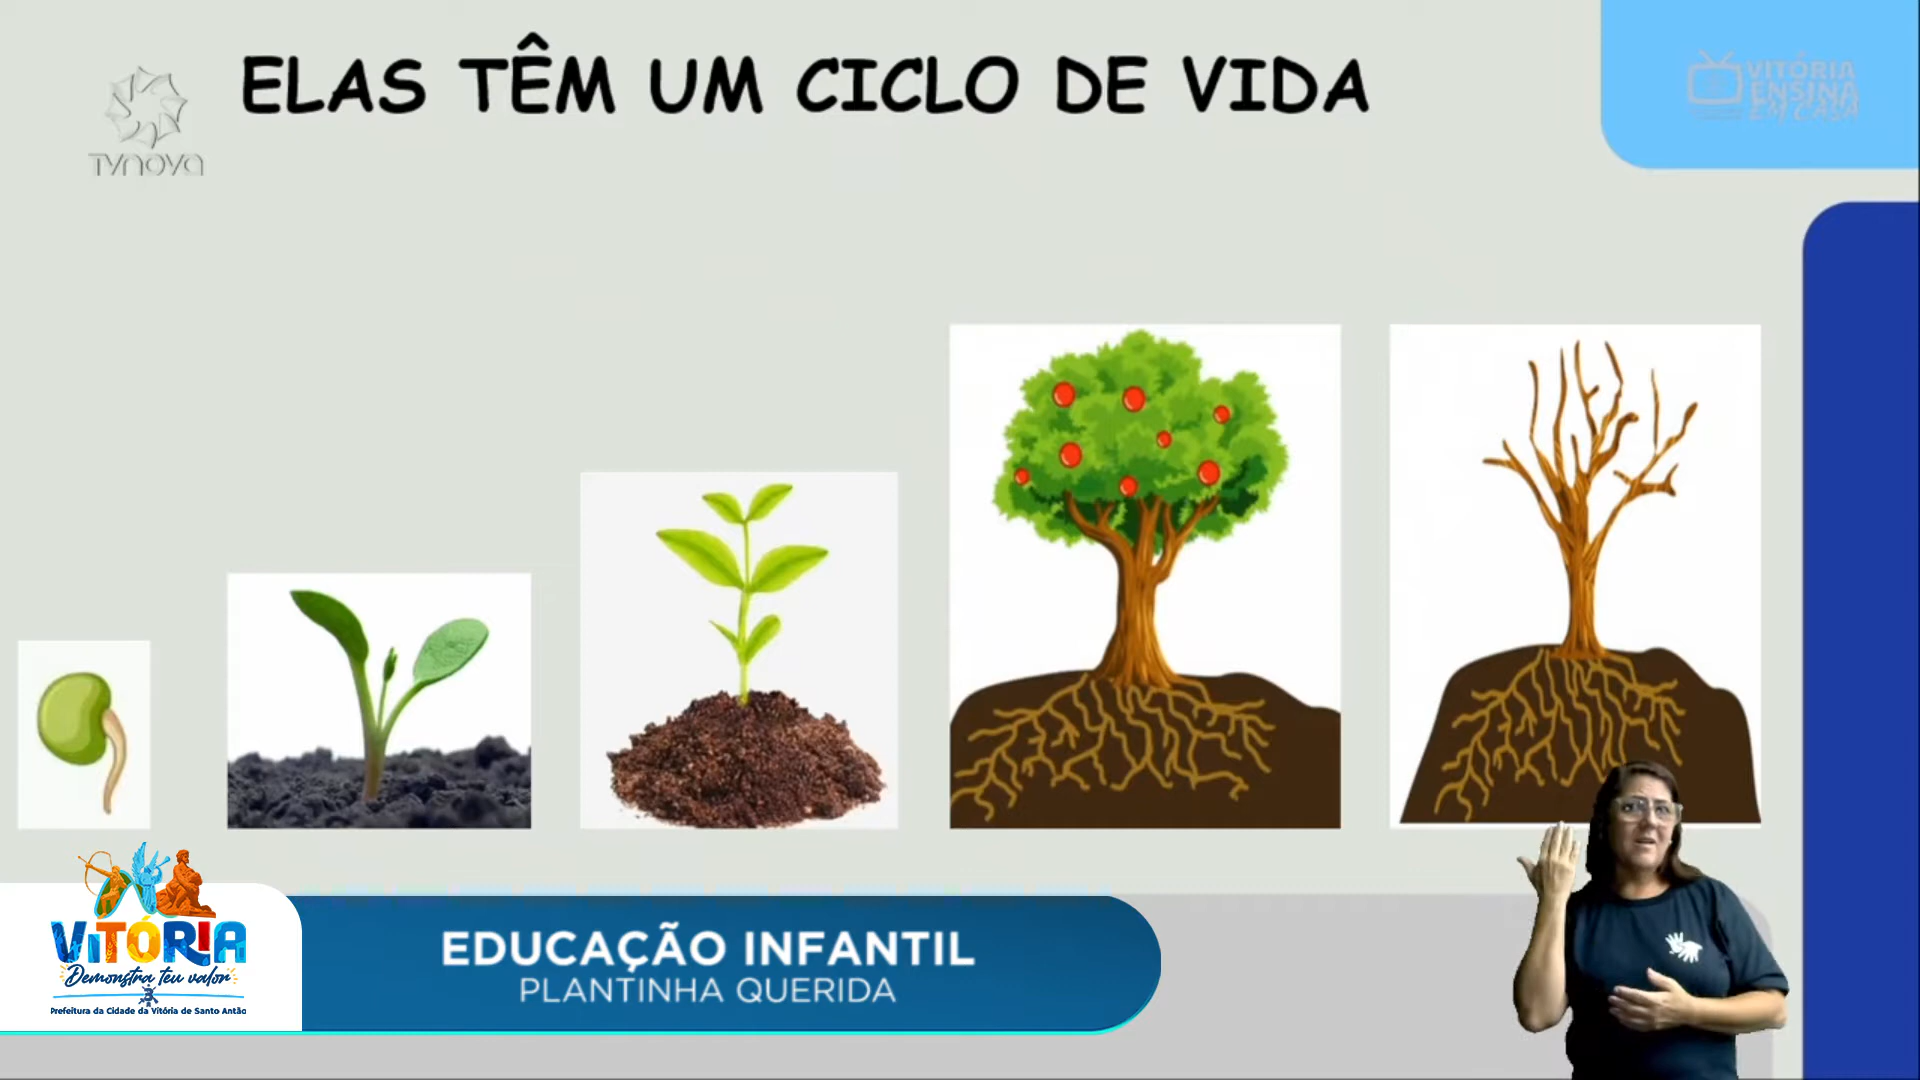 ELAS TÊM UM CICLO DE VIDA
TVNOVA
VITÓRIA
ENSINA
EM CASA
VITÓRIA
Demonstra teu valor
Prefeitura da Cidade da Vitória de Santo Antão
EDUCAÇÃO INFANTIL
PLANTINHA QUERIDA